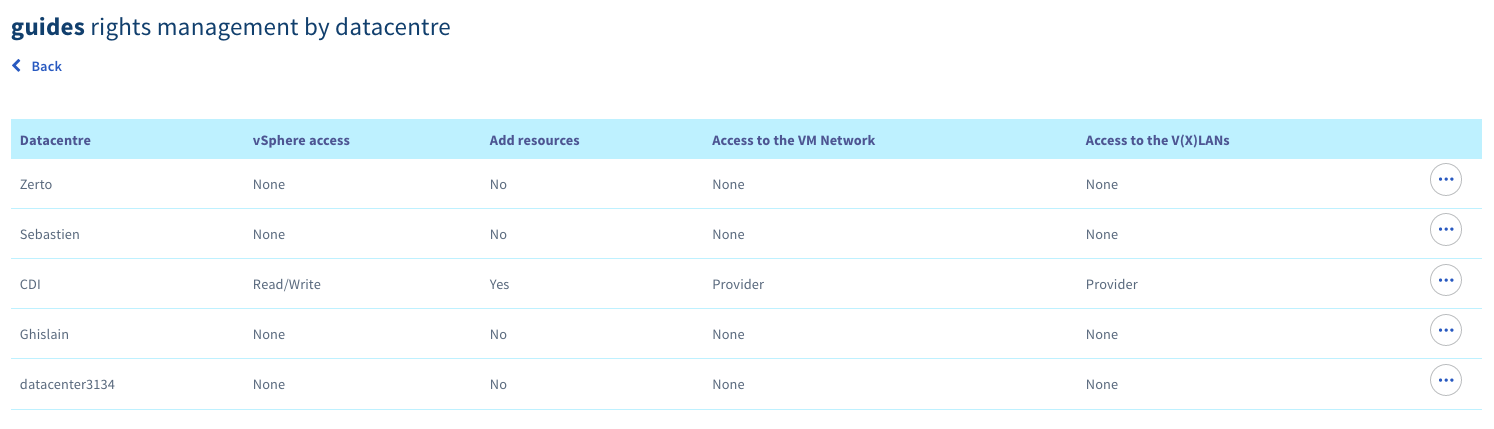 guides rights management by datacentre
Back
Datacentre vSphere access Add resources Access to the VM Network Access to the V(X)LANs
Zerto None No None None
Sebastien None No None None
CDI Read/Write Yes Provider Provider
Ghislain None No None None
datacenter3134 None No None None